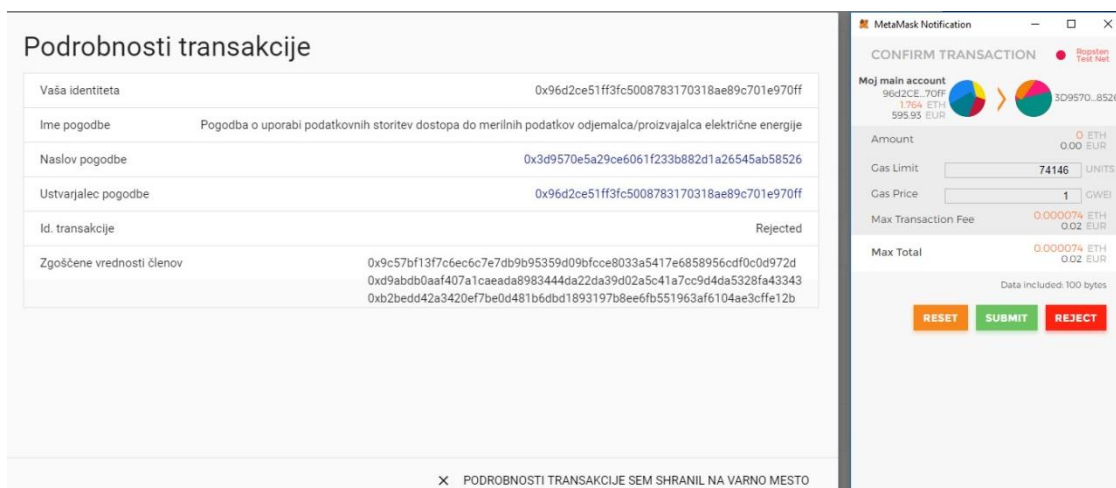 Podrobnosti transakcije
Vaša identiteta 0x96d2ce51ff3fc5008783170318ae89c701e970ff
Ime pogodbe Pogodba o uporabi podatkovnih storitev dostopa do merilnih podatkov odjemalca/proizvajalca električne energije
Naslov pogodbe 0x3d9570e5a29ce6061f233b882d1a26545ab58526
Ustvarjalec pogodbe 0x96d2ce51ff3fc5008783170318ae89c701e970ff
Id. transakcije Rejected
Zgoščene vrednosti členov 0x9c57bf13f7c6ec6c7e7db9b95359d09bfcce8033a5417e6858956cdf0c0d972d
0xd9abdb0aaf407a1caeada8983444da22da39d02a5c41a7cc9d4da5328fa43343
0xb2bedd42a3420ef7be0d481b6dbd1893197b8ee6fb551963af6104ae3cffe12b
PODROBNOSTI TRANSAKCIJE SEM SHRANIL NA VARNO MESTO
MetaMask Notification
CONFIRM TRANSACTION Ropsten
Test Net
Moj main account
96d2CE...70fF 3D9570...8526
1.764 ETH
595.93 EUR
Amount 0 ETH
0.00 EUR
Gas Limit 74146 UNITS
Gas Price 1 GWEI
Max Transaction Fee 0.000074 ETH
0.02 EUR
Max Total 0.000074 ETH
0.02 EUR
Data included: 100 bytes
RESET SUBMIT REJECT